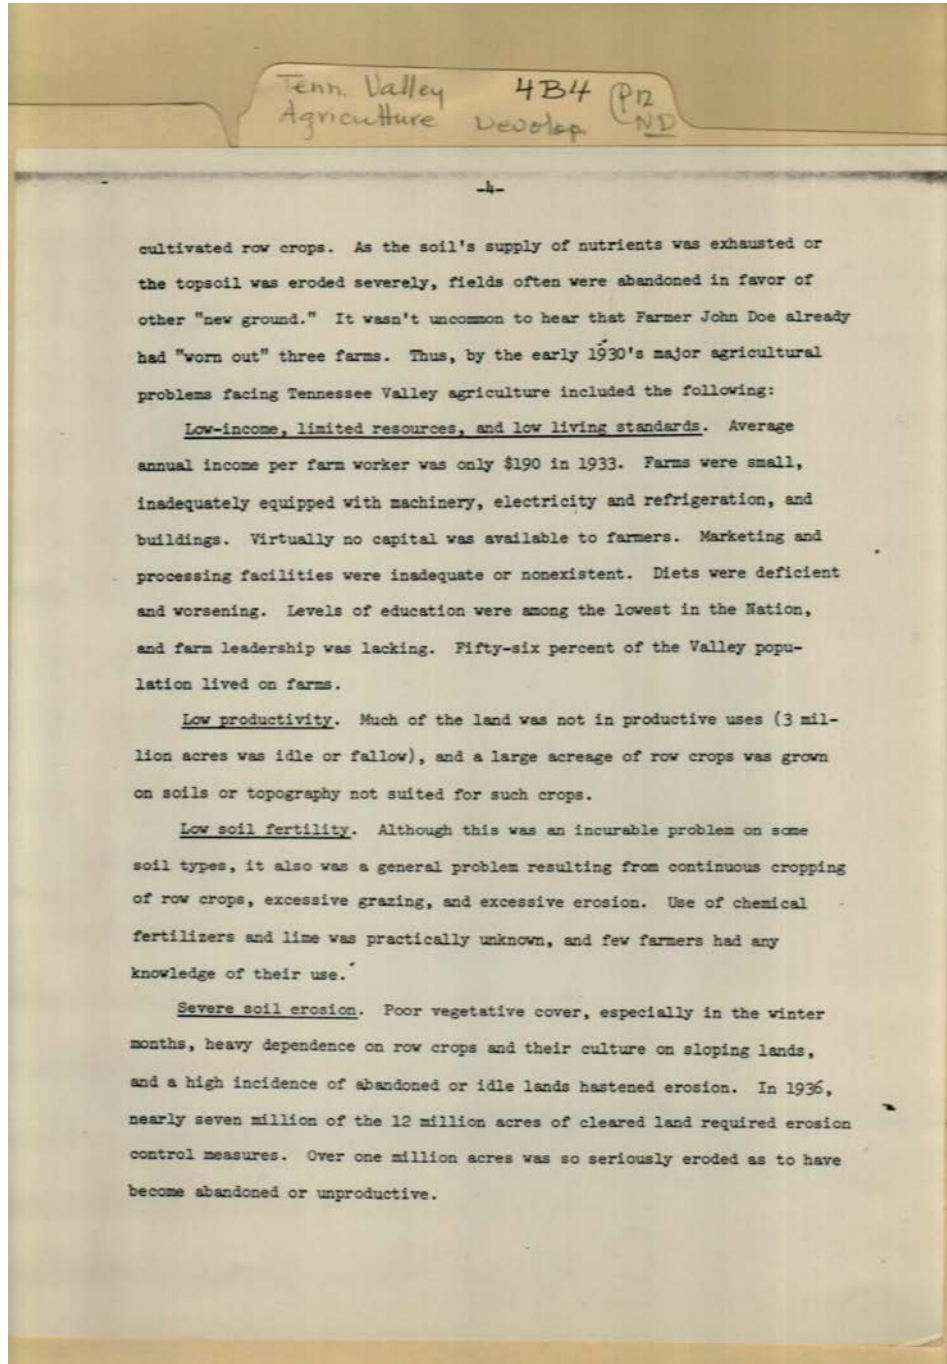 Tenn. Valley 4B4 Pn
Agriculture Develop. ND
-4-
cultivated row crops.  As the soil's supply of nutrients was exhausted or
the topsoil was eroded severely, fields often were abandoned in favor of
other "new ground."  It wasn't uncommon to hear that Farmer John Doe already
had "worn out" three farms.  Thus, by the early 1930's major agricultural
problems facing Tennessee Valley agriculture included the following:
Low-income, limited resources, and low living standards.  Average
annual income per farm worker was only $190 in 1933.  Farms were small,
inadequately equipped with machinery, electricity and refrigeration, and
buildings.  Virtually no capital was available to farmers.  Marketing and
processing facilities were inadequate or nonexistent.  Diets were deficient
and worsening.  Levels of education were among the lowest in the Nation,
and farm leadership was lacking.  Fifty-six percent of the Valley popu-
lation lived on farms.
Low productivity.  Much of the land was not in productive uses (3 mil-
lion acres was idle or fallow), and a large acreage of row crops was grown
on soils or topography not suited for such crops.
Low soil fertility.  Although this was an incurable problem on some
soil types, it also was a general problem resulting from continuous cropping
of row crops, excessive grazing, and excessive erosion.  Use of chemical
fertilizers and lime was practically unknown, and few farmers had any
knowledge of their use.
Severe soil erosion.  Poor vegetative cover, especially in the winter
months, heavy dependence on row crops and their culture on sloping lands,
and a high incidence of abandoned or idle lands hastened erosion.  In 1936,
nearly seven million of the 12 million acres of cleared land required erosion
control measures.  Over one million acres was so seriously eroded as to have
become abandoned or unproductive.